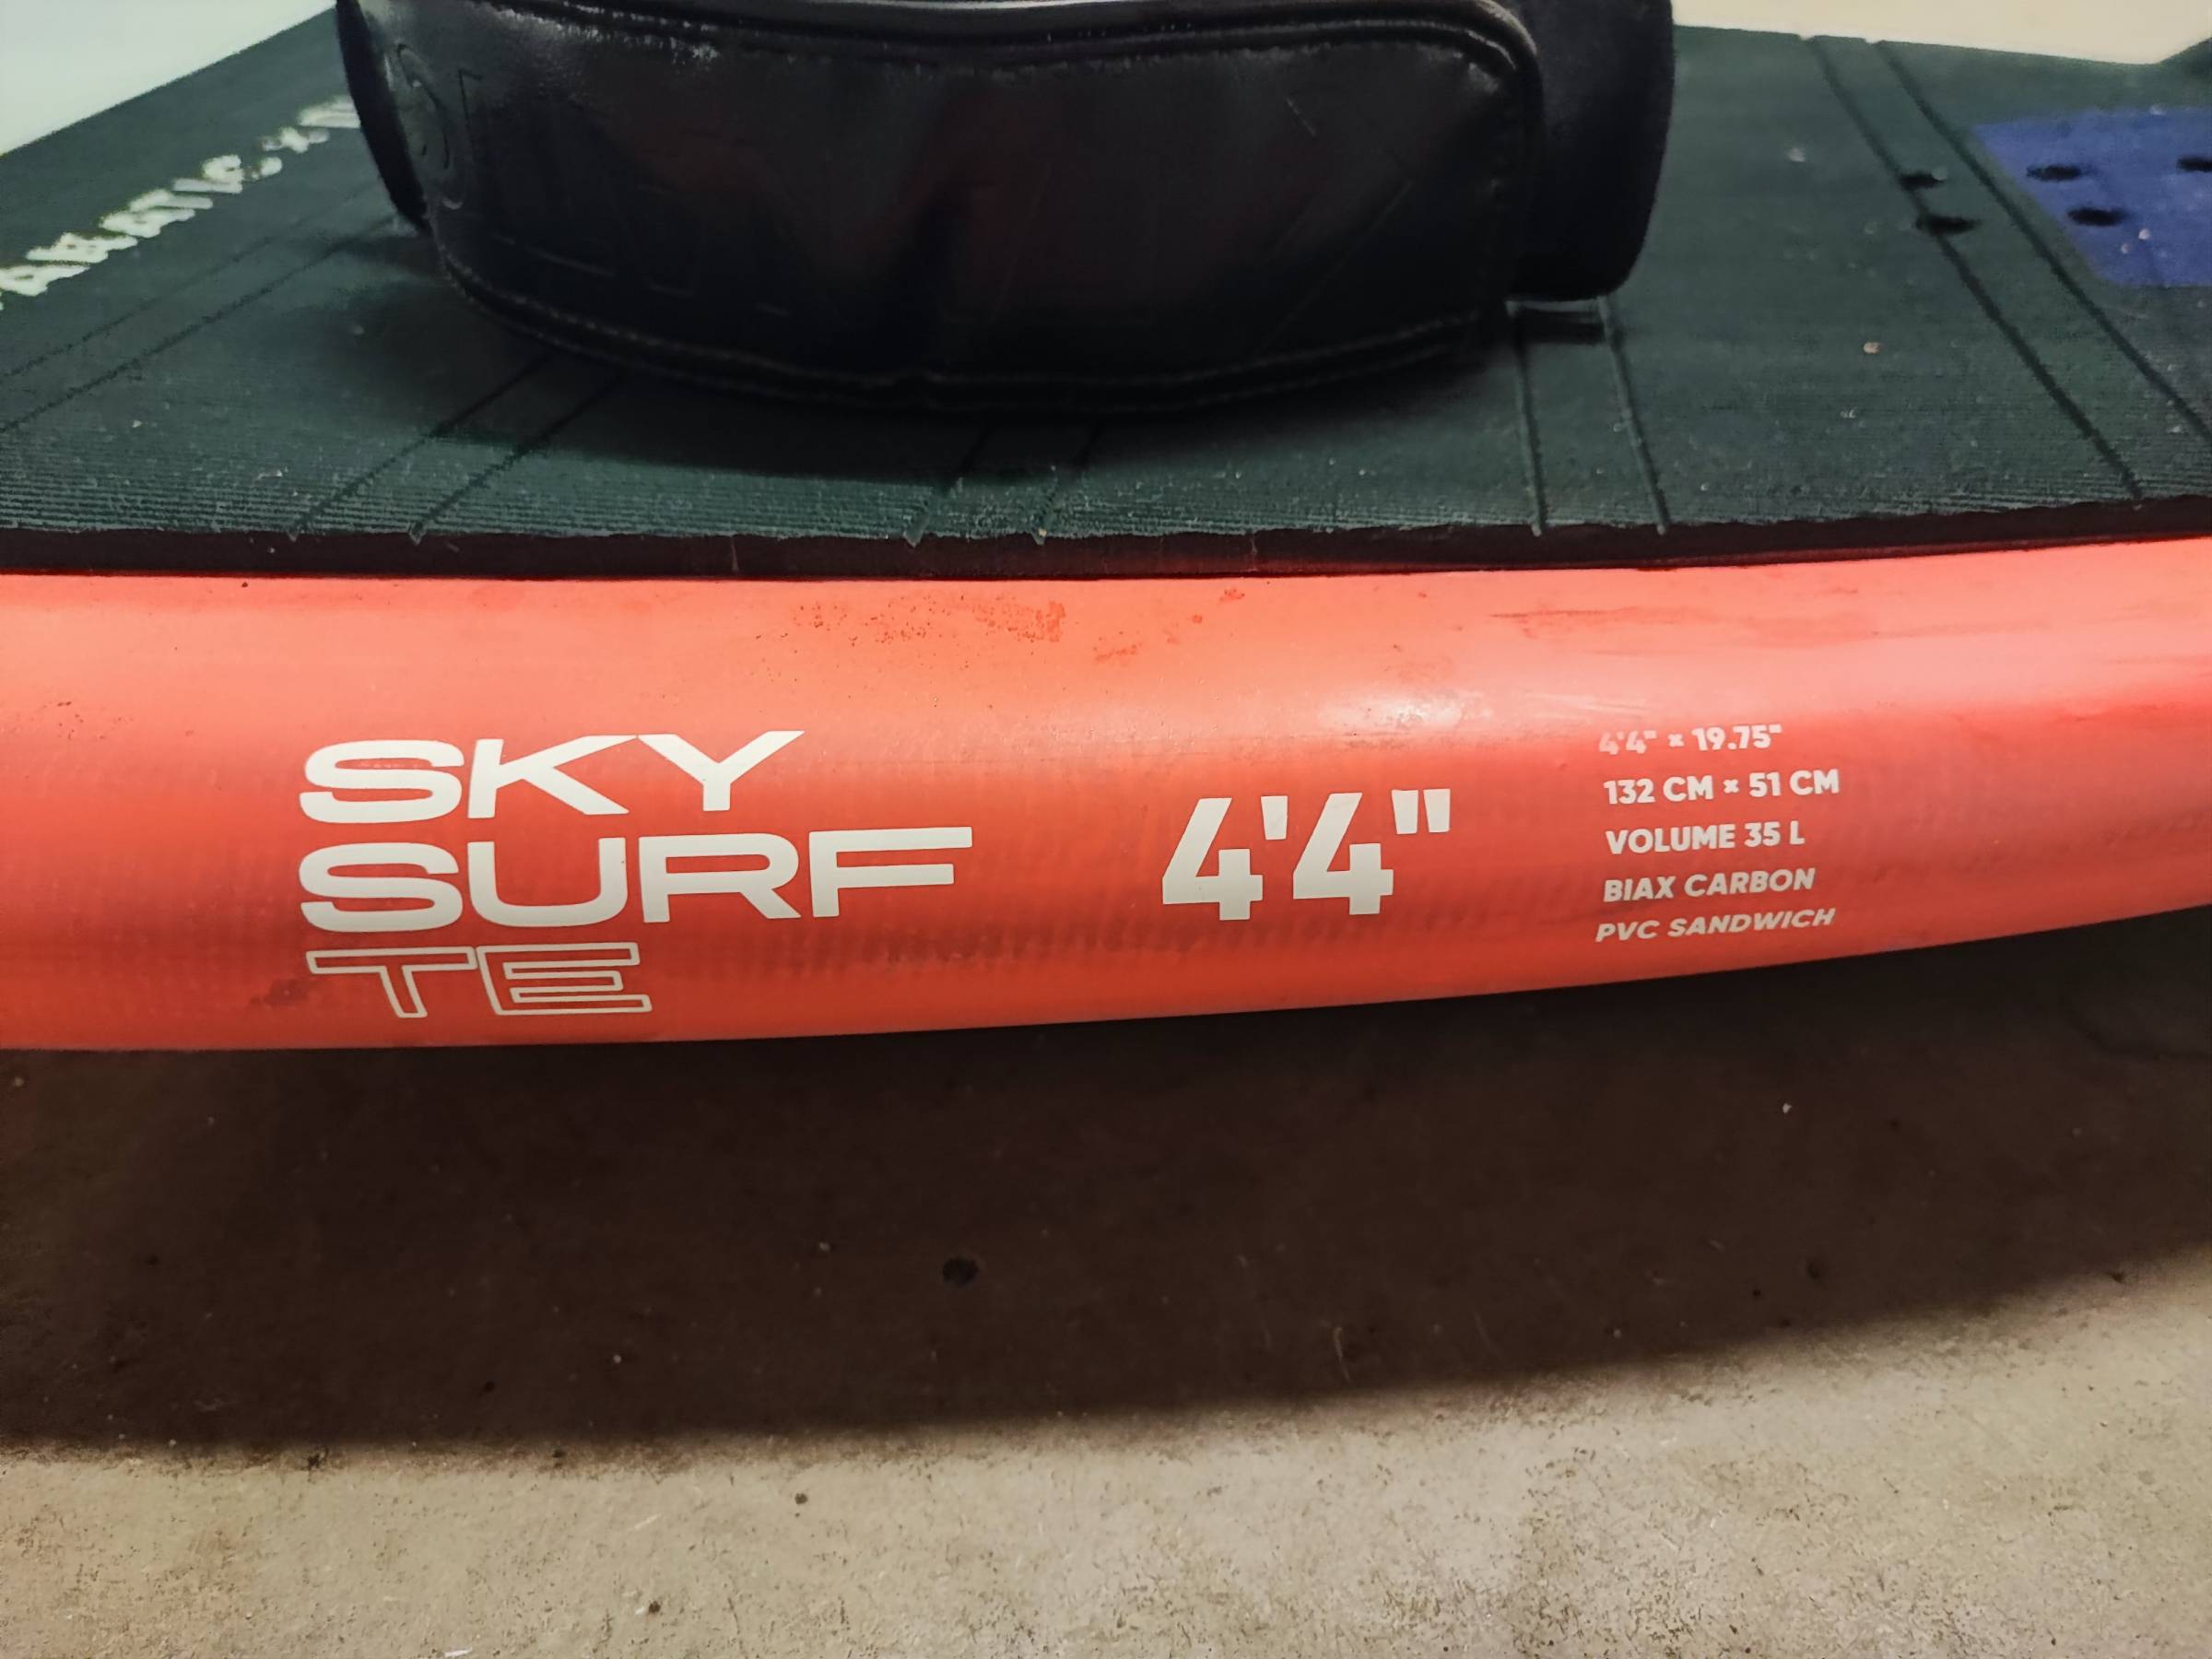 SKY
SURF
TE
4'4"
4'4" × 19.75"
132 CM × 51 CM
VOLUME 35 L
BIAX CARBON
PVC SANDWICH